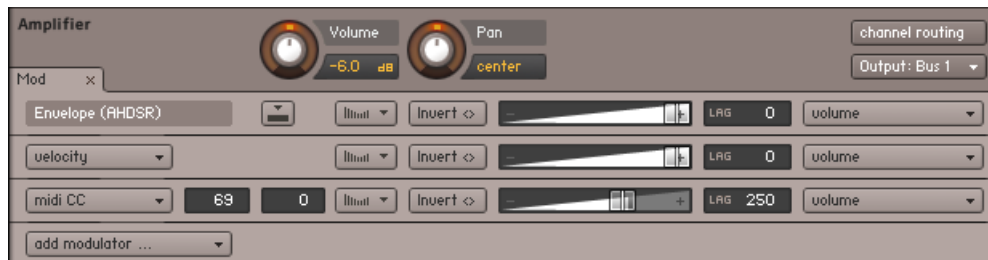 Amplifier
Volume
Pan
channel routing
-6.0 dB
center
Output: Bus 1
Mod x
Envelope (AHDSR) Invert <> - + LAG 0 volume
velocity Invert <> - + LAG 0 volume
midi CC 69 0 Invert <> - + LAG 250 volume
add modulator ...